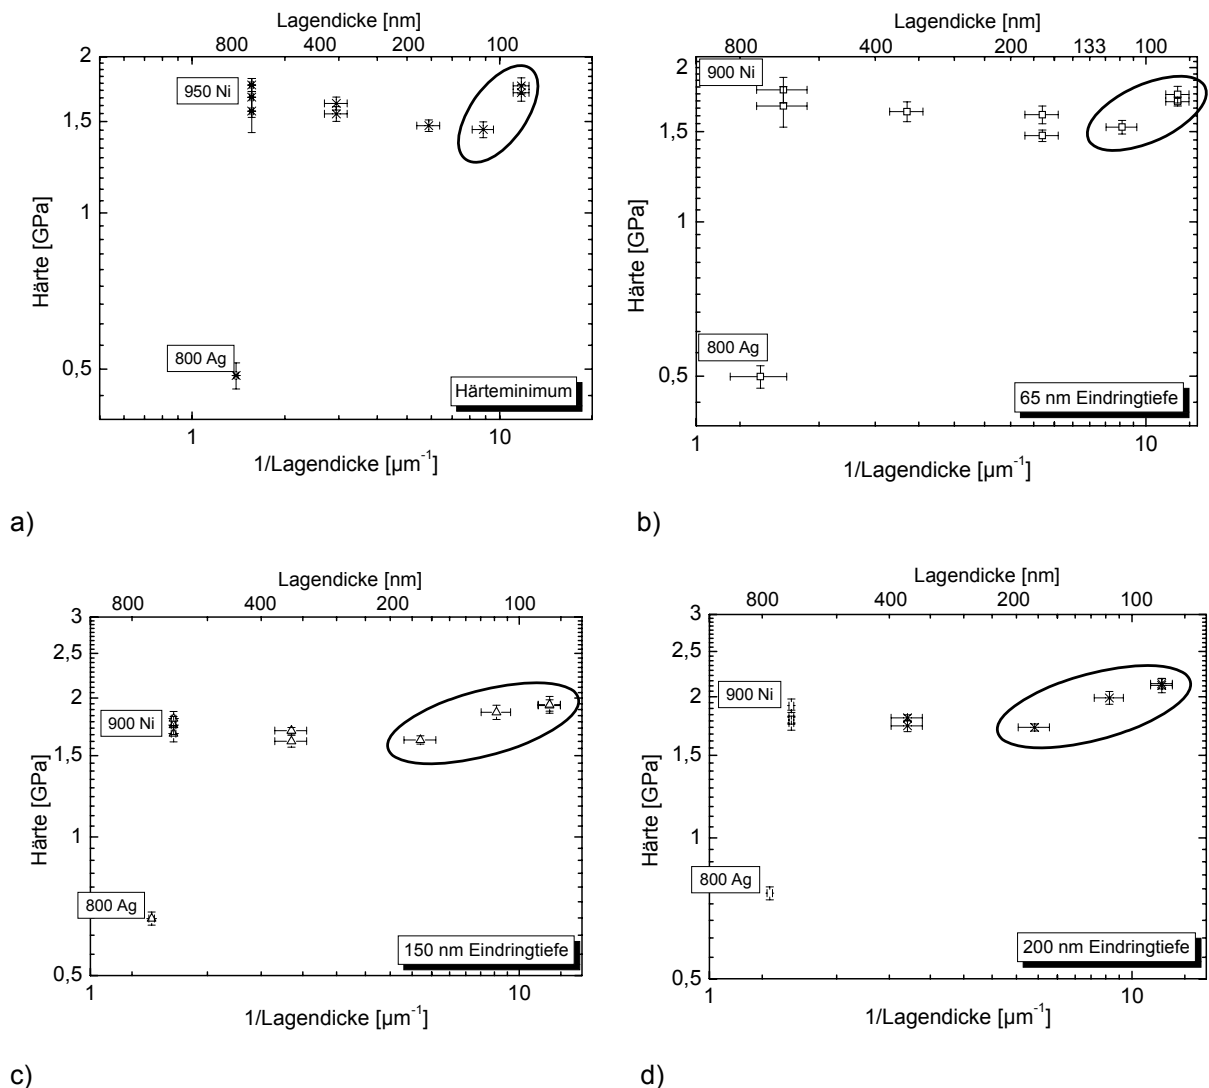 Lagendicke [nm]
800 400 200 100
2
1,5
1
0,5
Härte [GPa]
950 Ni
800 Ag
Härteminimum
1 10
1/Lagendicke [µm⁻¹]
a)
Lagendicke [nm]
800 400 200 133 100
2
1,5
1
0,5
Härte [GPa]
900 Ni
800 Ag
65 nm Eindringtiefe
1 10
1/Lagendicke [µm⁻¹]
b)
Lagendicke [nm]
800 400 200 100
3
2,5
2
1,5
1
0,5
Härte [GPa]
900 Ni
800 Ag
150 nm Eindringtiefe
1 10
1/Lagendicke [µm⁻¹]
c)
Lagendicke [nm]
800 400 200 100
3
2,5
2
1,5
1
0,5
Härte [GPa]
900 Ni
800 Ag
200 nm Eindringtiefe
1 10
1/Lagendicke [µm⁻¹]
d)